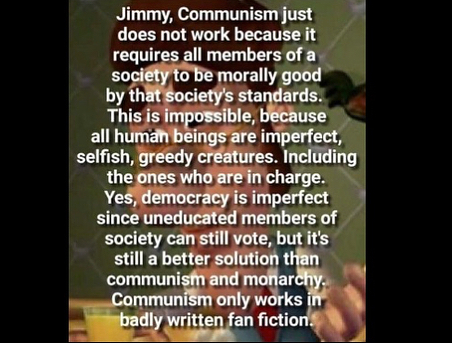 Jimmy, Communism just
does not work because it
requires all members of a
society to be morally good
by that society's standards.
This is impossible, because
all human beings are imperfect,
selfish, greedy creatures. Including
the ones who are in charge.
Yes, democracy is imperfect
since uneducated members of
society can still vote, but it's
still a better solution than
communism and monarchy.
Communism only works in
badly written fan fiction.